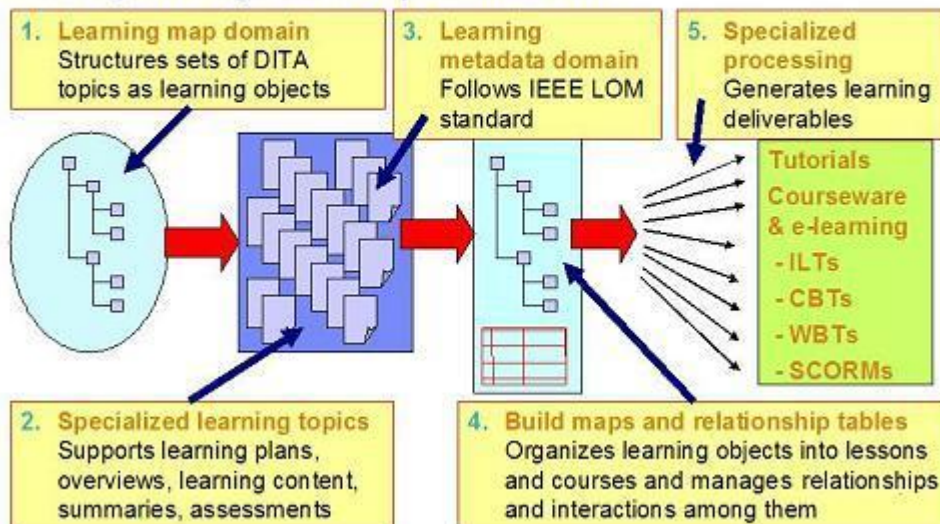 1. Learning map domain
Structures sets of DITA
topics as learning objects
3. Learning
metadata domain
Follows IEEE LOM
standard
5. Specialized
processing
Generates learning
deliverables
Tutorials
Courseware
& e-learning
- ILTs
- CBTs
- WBTs
- SCORMs
2. Specialized learning topics
Supports learning plans,
overviews, learning content,
summaries, assessments
4. Build maps and relationship tables
Organizes learning objects into lessons
and courses and manages relationships
and interactions among them